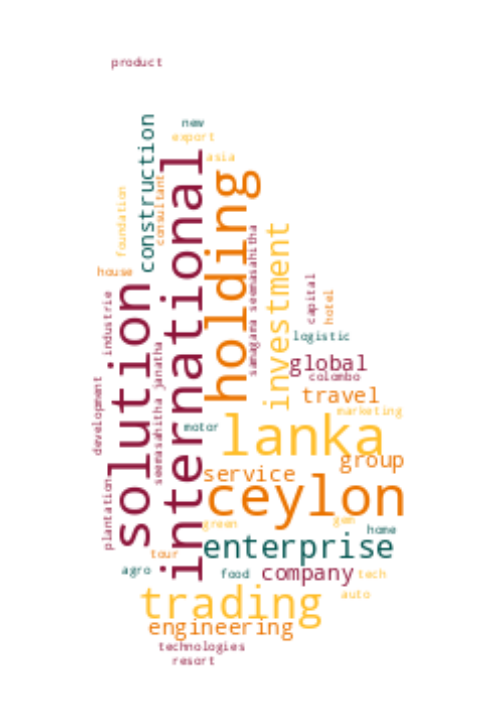 product
new
export
asia
construction
consultant
foundation
international
holding
house
samagama seemasahitha
investment
capital
hotel
industrie
solution
logistic
global
colombo
seemasahitha janatha
travel
development
marketing
motor
lanka
group
service
ceylon
plantation
green
gem
home
tour
enterprise
agro
food
company
tech
trading
auto
engineering
technologies
resort